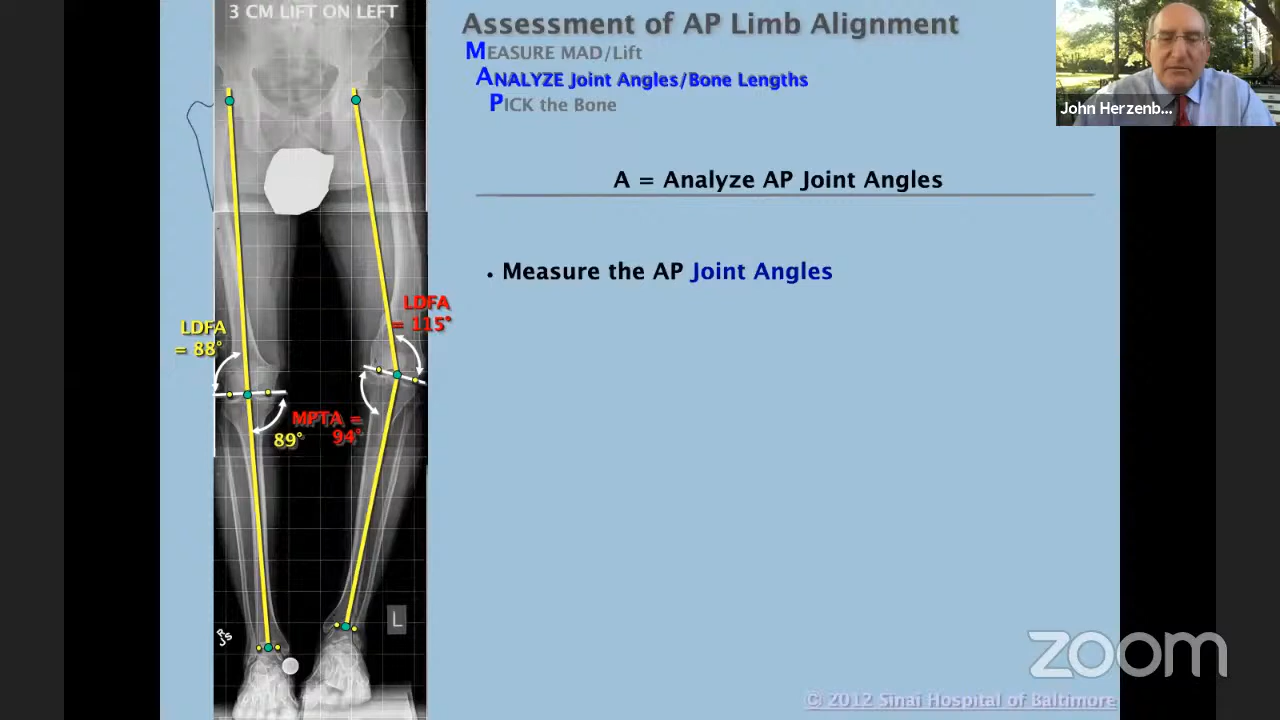 3 CM LIFT ON LEFT
Assessment of AP Limb Alignment
MEASURE MAD/Lift
ANALYZE Joint Angles/Bone Lengths
PICK the Bone
John Herzenb...
A = Analyze AP Joint Angles
• Measure the AP Joint Angles
LDFA
= 115°
LDFA
= 88°
MPTA =
89° 94°
L
zoom
© 2012 Sinai Hospital of Baltimore